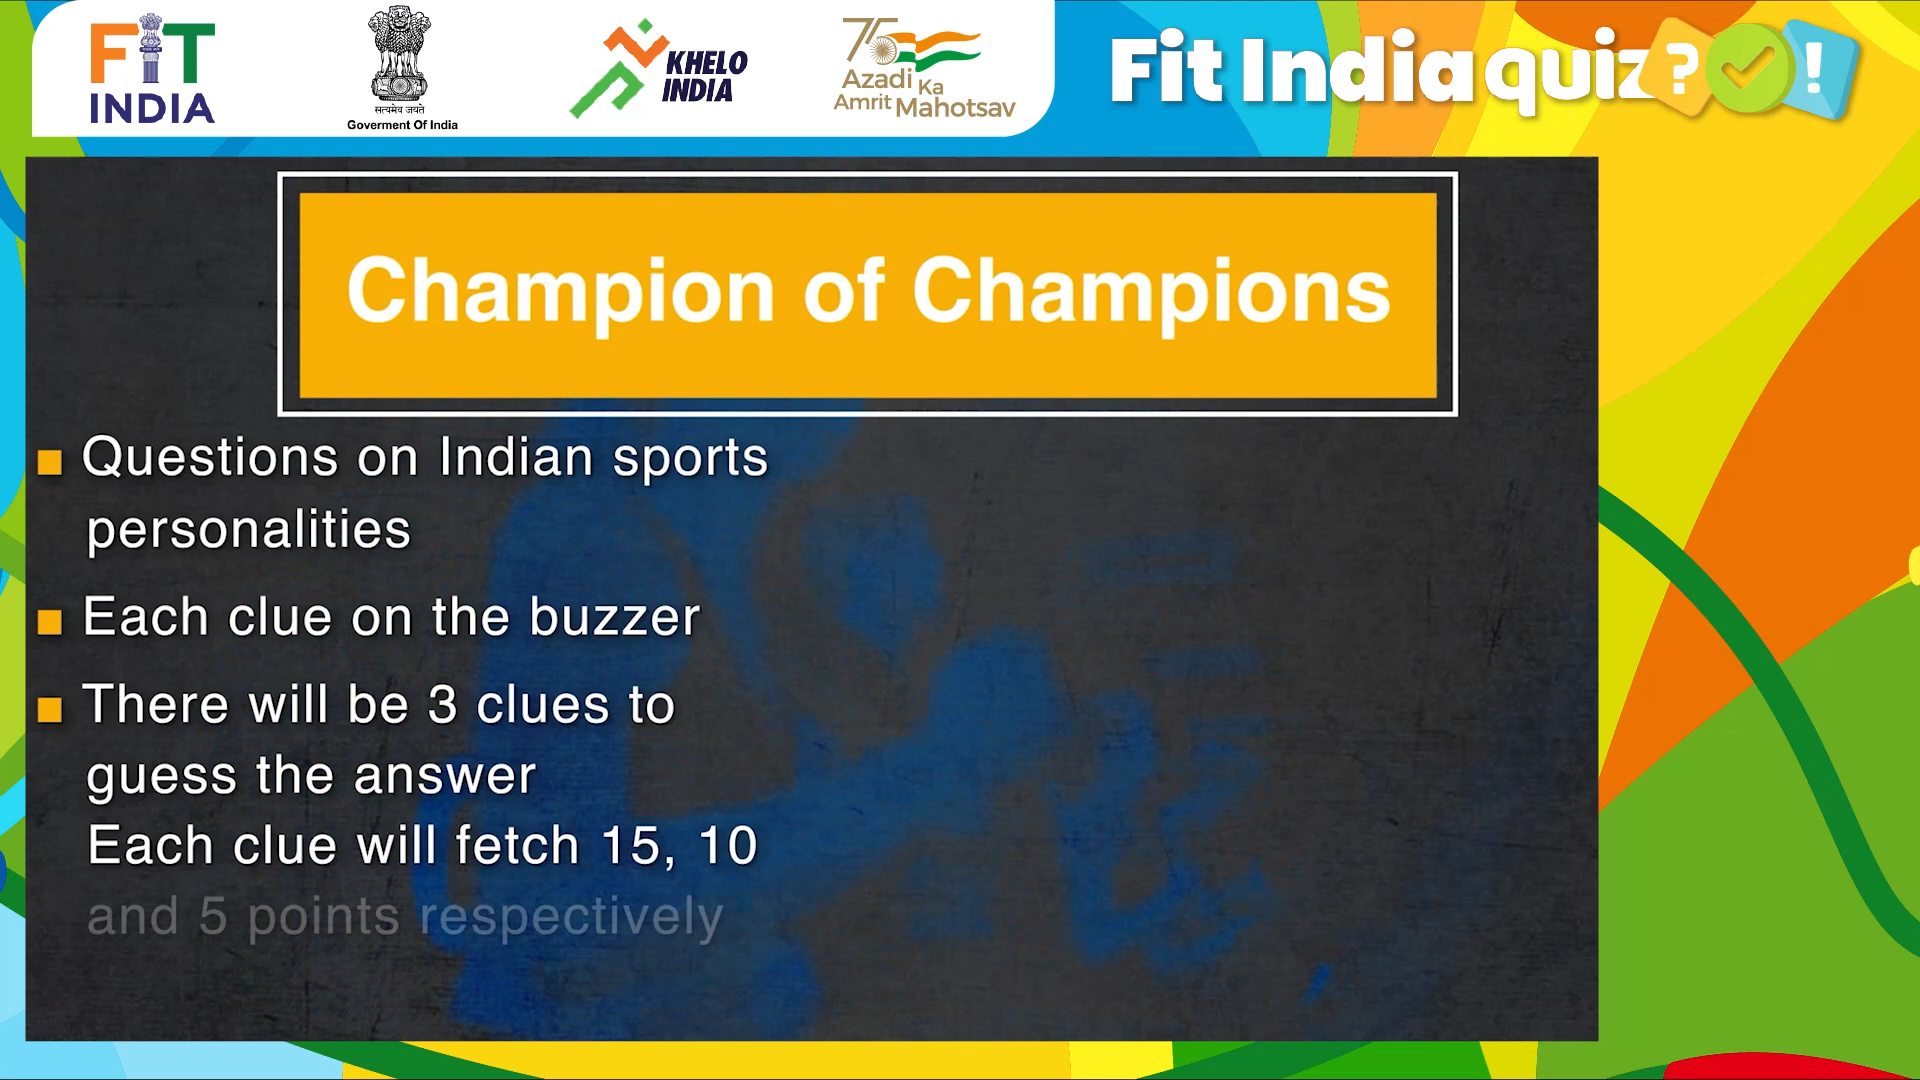 FIT
INDIA
सत्यमेव जयते
Goverment Of India
KHELO
INDIA
75
Azadi Ka
Amrit Mahotsav
Fit India quiz ? !
Champion of Champions
Questions on Indian sports
personalities
Each clue on the buzzer
There will be 3 clues to
guess the answer
Each clue will fetch 15, 10
and 5 points respectively